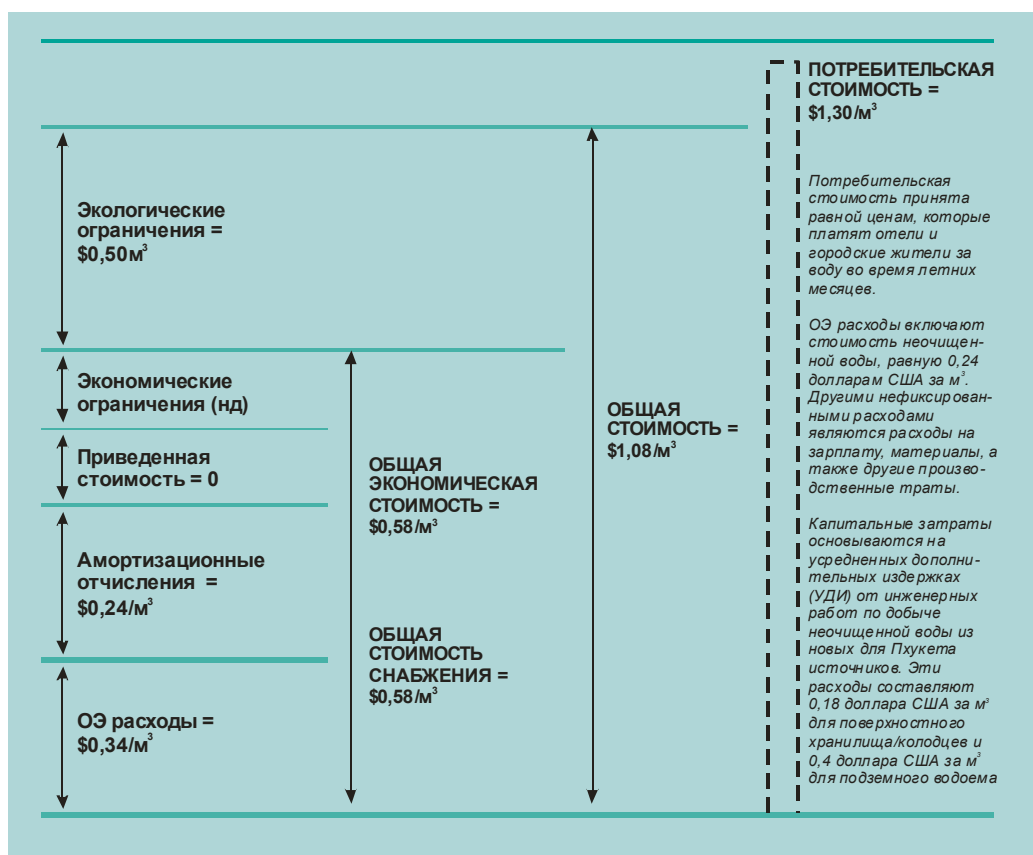 Экологические
ограничения =
$0,50м³
Экономические
ограничения (нд)
Приведенная
стоимость = 0
Амортизационные
отчисления =
$0,24/м³
ОЭ расходы =
$0,34/м³
ОБЩАЯ
ЭКОНОМИЧЕСКАЯ
СТОИМОСТЬ =
$0,58/м³
ОБЩАЯ
СТОИМОСТЬ
СНАБЖЕНИЯ =
$0,58/м³
ОБЩАЯ
СТОИМОСТЬ =
$1,08/м³
ПОТРЕБИТЕЛЬСКАЯ
СТОИМОСТЬ =
$1,30/м³
Потребительская
стоимость принята
равной ценам, которые
платят отели и
городские жители за
воду во время летних
месяцев.
ОЭ расходы включают
стоимость неочищен-
ной воды, равную 0,24
долларам США за м³.
Другими нефиксирован-
ными расходами
являются расходы на
зарплату, материалы, а
также другие произво-
дственные траты.
Капитальные затраты
основываются на
усредненных дополни-
тельных издержках
(УДИ) от инженерных
работ по добыче
неочищенной воды из
новых для Пхукета
источников. Эти
расходы составляют
0,18 доллара США за м³
для поверхностного
хранилища/колодцев и
0,4 доллара США за м³
для подземного водоема